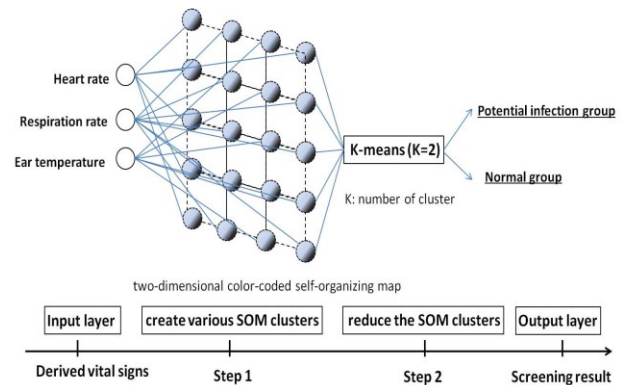 Heart rate
Respiration rate
Ear temperature
K-means (K=2)
K: number of cluster
Potential infection group
Normal group
two-dimensional color-coded self-organizing map
Input layer
create various SOM clusters
reduce the SOM clusters
Output layer
Derived vital signs
Step 1
Step 2
Screening result